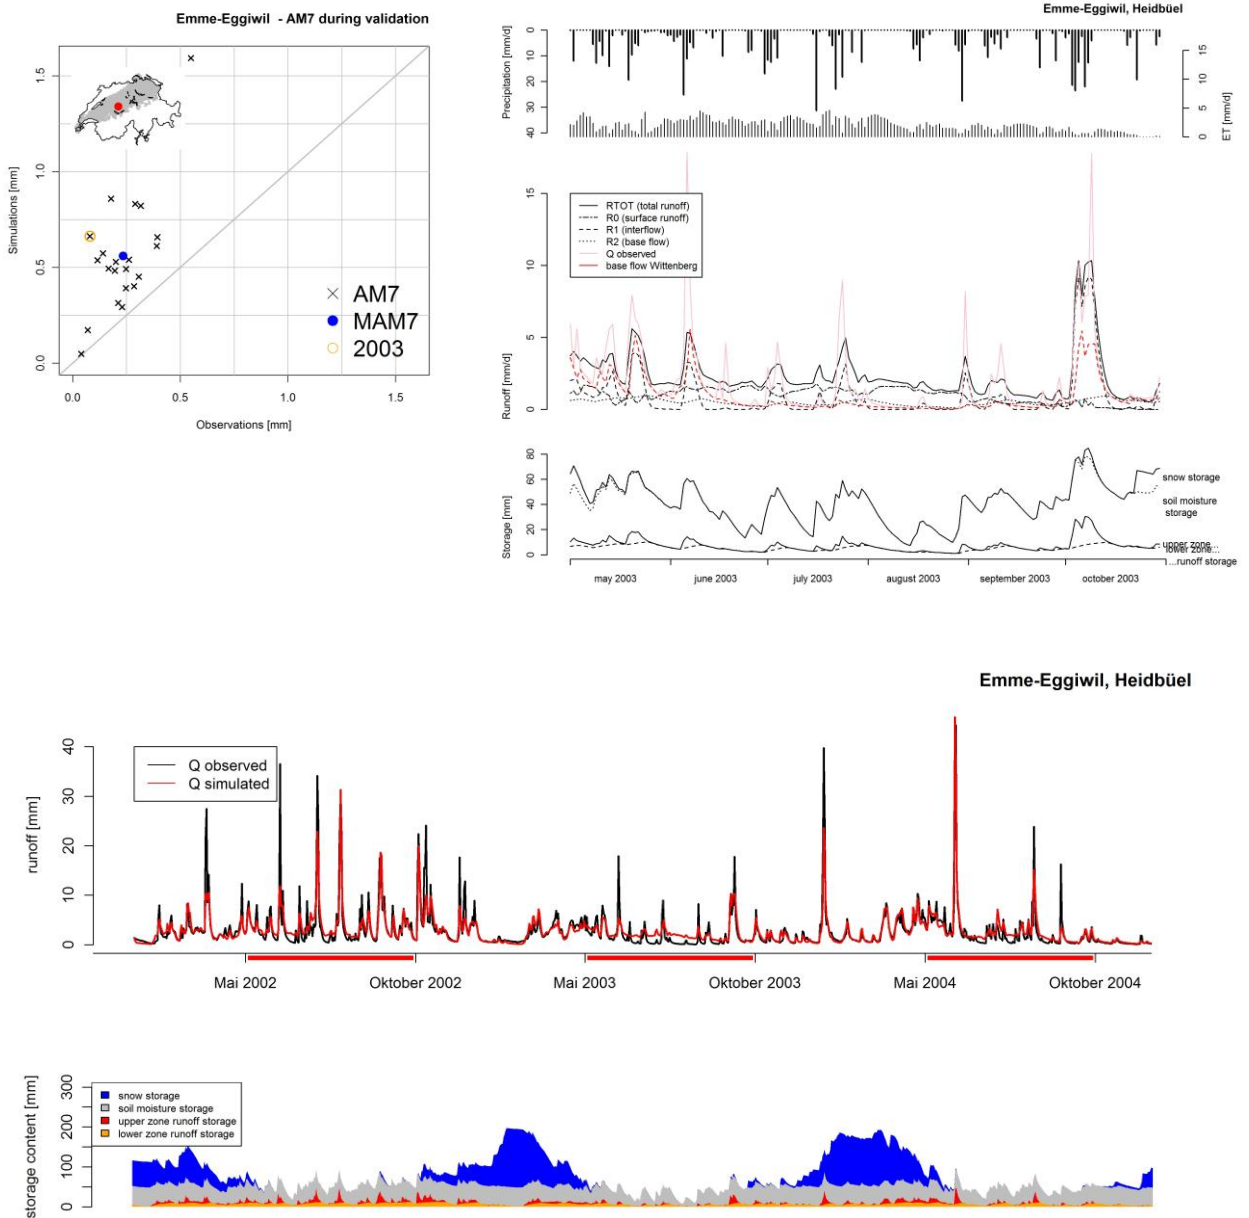 Emme-Eggiwil - AM7 during validation
Simulations [mm]
0.0
0.5
1.0
1.5
AM7
MAM7
2003
0.0
0.5
1.0
1.5
Observations [mm]
Emme-Eggiwil, Heidbüel
Precipitation [mm/d]
0
10
20
30
40
15
10
5
0
ET [mm/d]
15
10
5
0
Runoff [mm/d]
RTOT (total runoff)
R0 (surface runoff)
R1 (interflow)
R2 (base flow)
Q observed
base flow Wittenberg
80
60
40
20
0
Storage [mm]
snow storage
soil moisture
storage
upper zone...
lower zone...
...runoff storage
may 2003
june 2003
july 2003
august 2003
september 2003
october 2003
Emme-Eggiwil, Heidbüel
runoff [mm]
40
30
20
10
0
Q observed
Q simulated
Mai 2002
Oktober 2002
Mai 2003
Oktober 2003
Mai 2004
Oktober 2004
storage content [mm]
300
200
100
0
snow storage
soil moisture storage
upper zone runoff storage
lower zone runoff storage